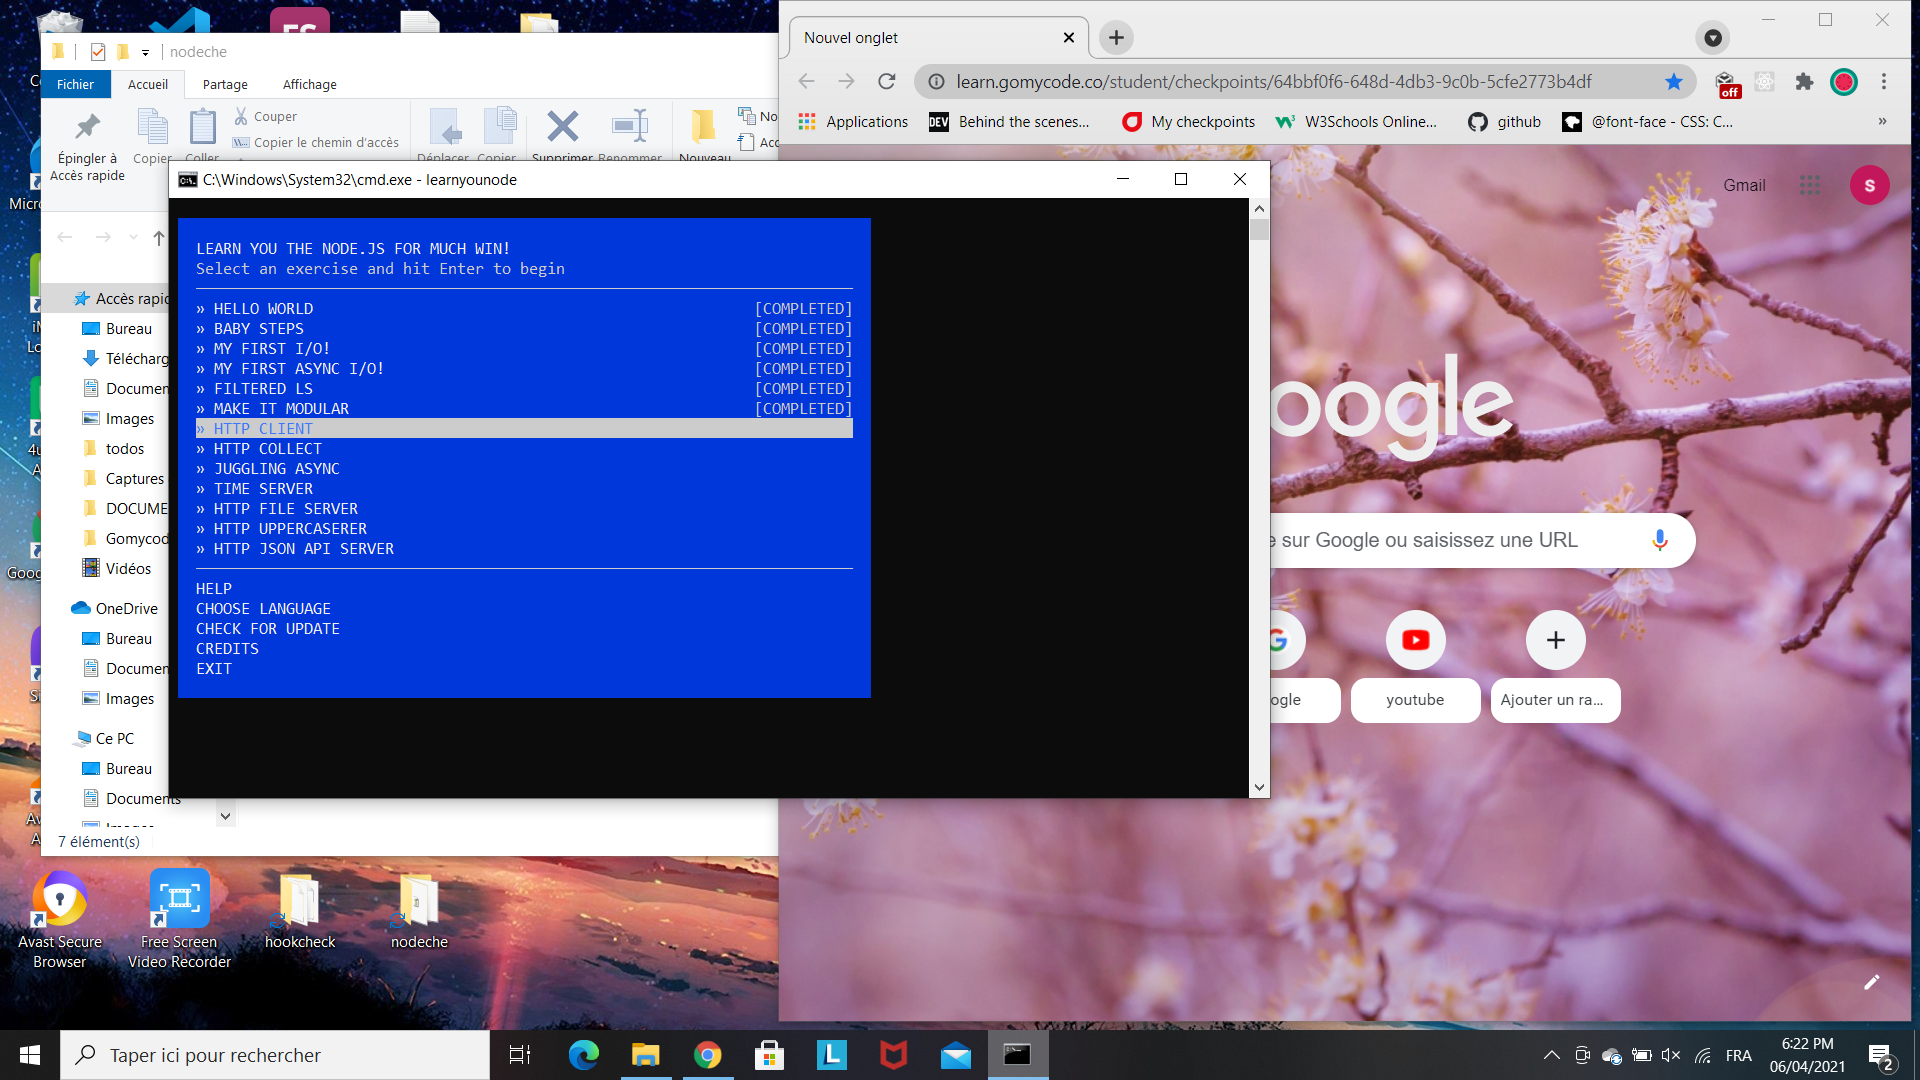 nodeche
Fichier
Accueil
Partage
Affichage
Couper
Copier le chemin d'accès
Épingler à
Accès rapide
Copier
Coller
Déplacer
Copier
Supprimer
Renommer
Nouveau
Accès rapid
Bureau
Télécharg
Documen
Images
todos
Captures
DOCUME
Gomycod
Vidéos
OneDrive
Bureau
Documen
Images
Ce PC
Bureau
Documents
7 élément(s)
C:\Windows\System32\cmd.exe - learnyounode
LEARN YOU THE NODE.JS FOR MUCH WIN!
Select an exercise and hit Enter to begin
» HELLO WORLD [COMPLETED]
» BABY STEPS [COMPLETED]
» MY FIRST I/O! [COMPLETED]
» MY FIRST ASYNC I/O! [COMPLETED]
» FILTERED LS [COMPLETED]
» MAKE IT MODULAR [COMPLETED]
» HTTP CLIENT
» HTTP COLLECT
» JUGGLING ASYNC
» TIME SERVER
» HTTP FILE SERVER
» HTTP UPPERCASERER
» HTTP JSON API SERVER
HELP
CHOOSE LANGUAGE
CHECK FOR UPDATE
CREDITS
EXIT
Nouvel onglet
learn.gomycode.co/student/checkpoints/64bbf0f6-648d-4db3-9c0b-5cfe2773b4df
off
Applications
DEV
Behind the scenes...
My checkpoints
W3Schools Online...
github
@font-face - CSS: C...
»
Gmail
s
oogle
e sur Google ou saisissez une URL
ogle
youtube
Ajouter un ra...
Avast Secure
Browser
Free Screen
Video Recorder
hookcheck
nodeche
Taper ici pour rechercher
L
FRA
6:22 PM
06/04/2021
2